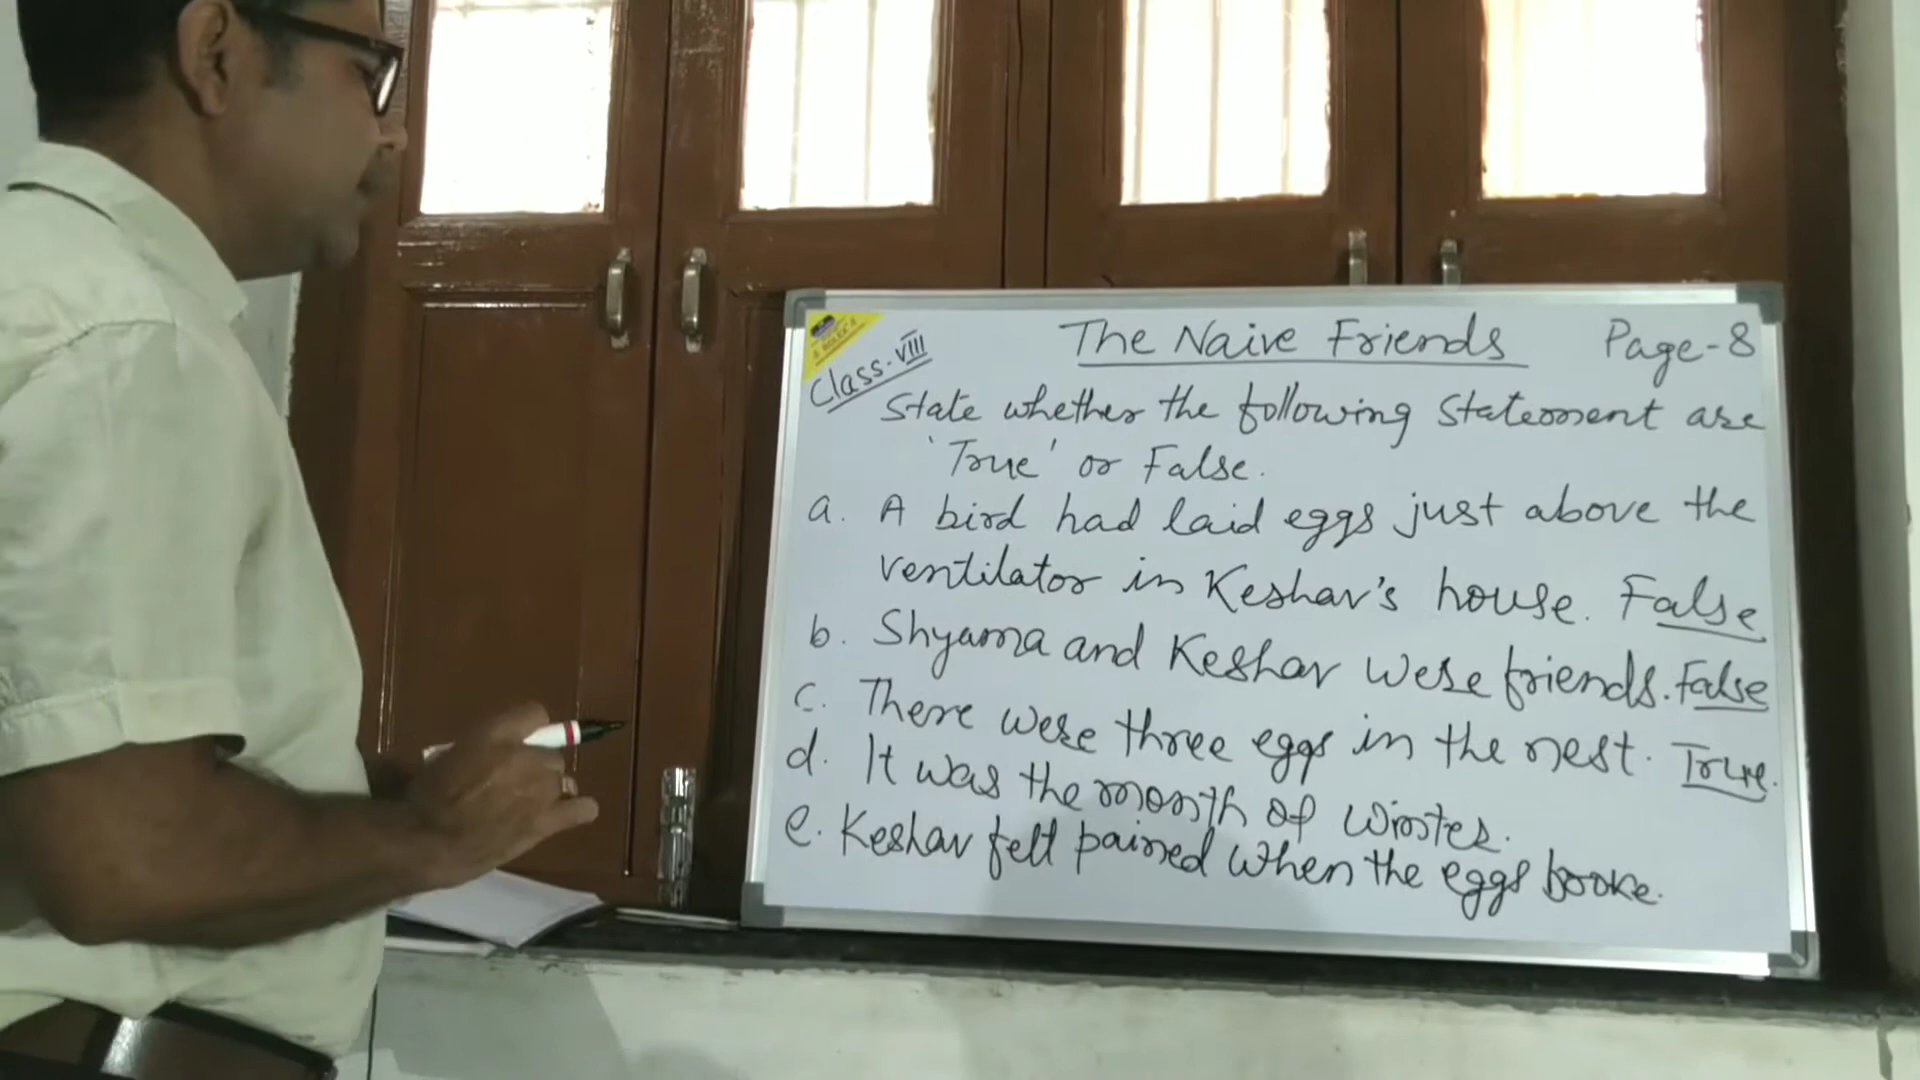 The Naive Friends Page-8
Class-VIII
State whether the following Statement are
'True' or False.
a. A bird had laid eggs just above the
ventilator in Keshav's house. False
b. Shyama and Keshav were friends. False
c. There were three eggs in the nest. True.
d. It was the month of winter.
e. Keshav felt pained when the eggs broke.